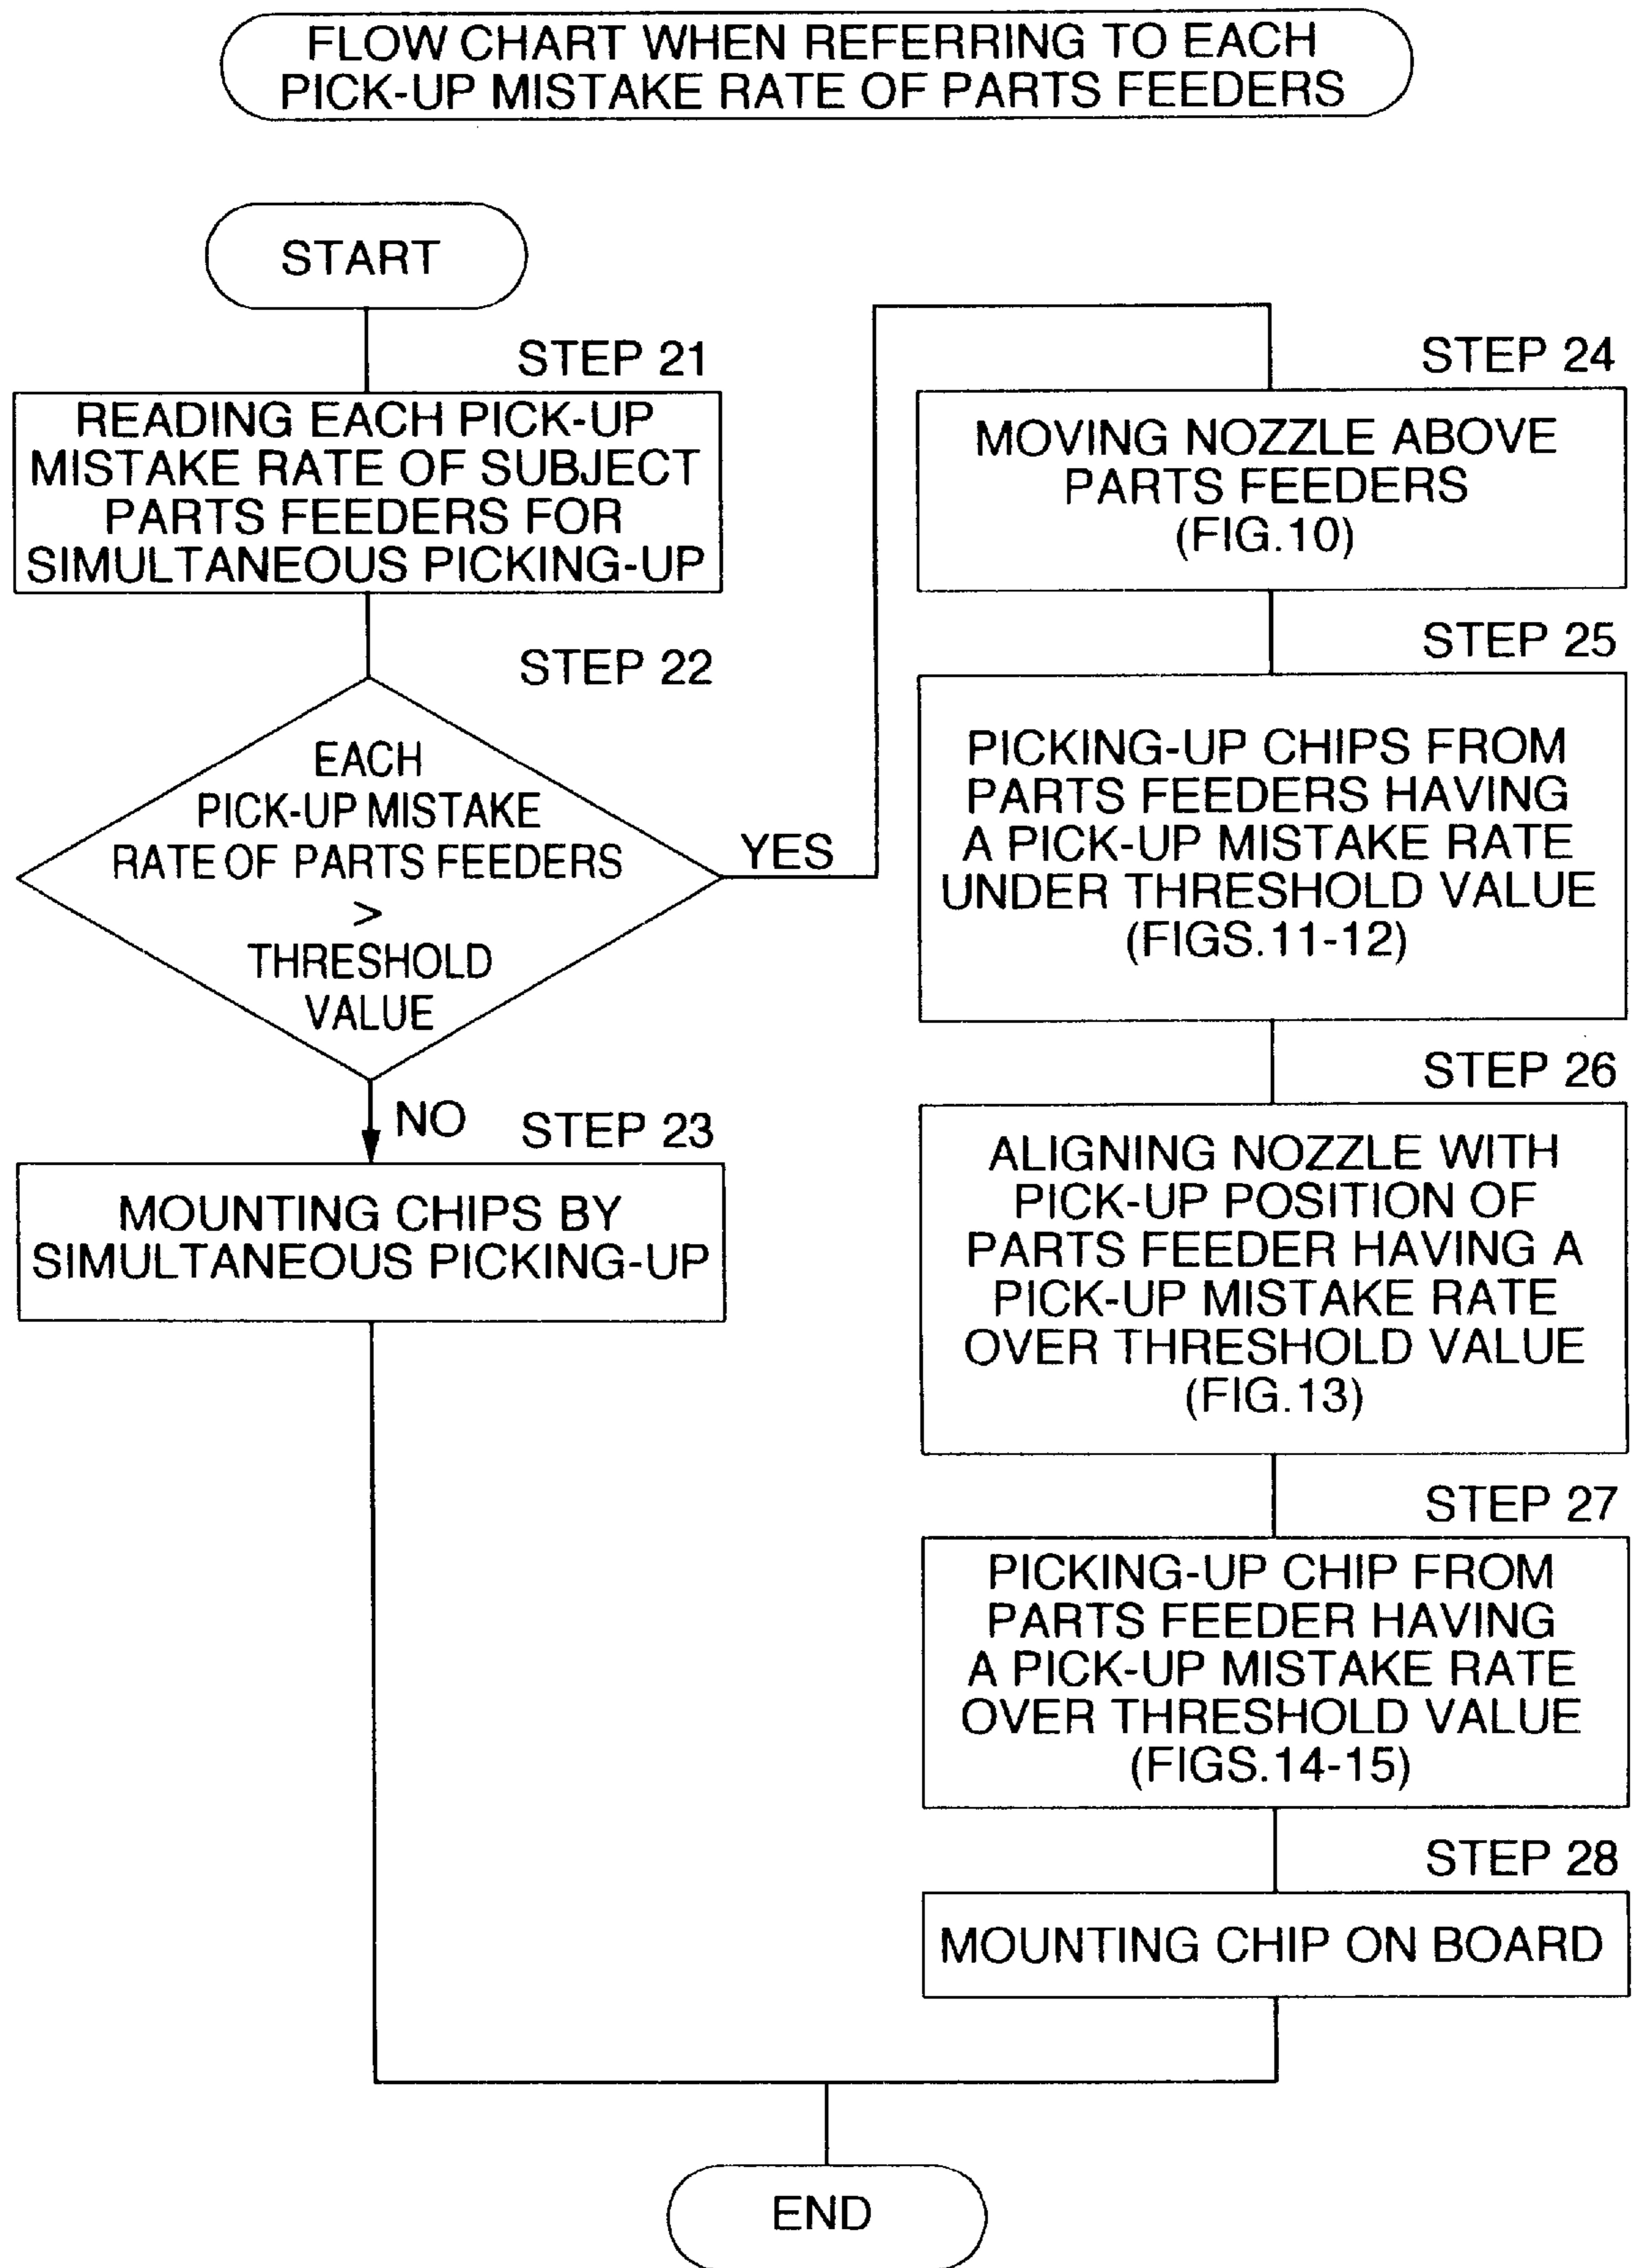 FLOW CHART WHEN REFERRING TO EACH
PICK-UP MISTAKE RATE OF PARTS FEEDERS
START
STEP 21
READING EACH PICK-UP
MISTAKE RATE OF SUBJECT
PARTS FEEDERS FOR
SIMULTANEOUS PICKING-UP
STEP 22
EACH
PICK-UP MISTAKE
RATE OF PARTS FEEDERS
>
THRESHOLD
VALUE
YES
NO
STEP 23
MOUNTING CHIPS BY
SIMULTANEOUS PICKING-UP
STEP 24
MOVING NOZZLE ABOVE
PARTS FEEDERS
(FIG.10)
STEP 25
PICKING-UP CHIPS FROM
PARTS FEEDERS HAVING
A PICK-UP MISTAKE RATE
UNDER THRESHOLD VALUE
(FIGS.11-12)
STEP 26
ALIGNING NOZZLE WITH
PICK-UP POSITION OF
PARTS FEEDER HAVING A
PICK-UP MISTAKE RATE
OVER THRESHOLD VALUE
(FIG.13)
STEP 27
PICKING-UP CHIP FROM
PARTS FEEDER HAVING
A PICK-UP MISTAKE RATE
OVER THRESHOLD VALUE
(FIGS.14-15)
STEP 28
MOUNTING CHIP ON BOARD
END